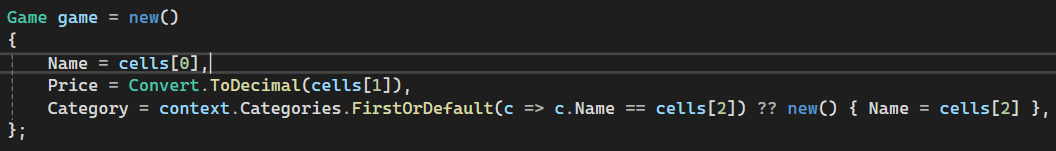 Game game = new()
{
Name = cells[0],
Price = Convert.ToDecimal(cells[1]),
Category = context.Categories.FirstOrDefault(c => c.Name == cells[2]) ?? new() { Name = cells[2] },
};